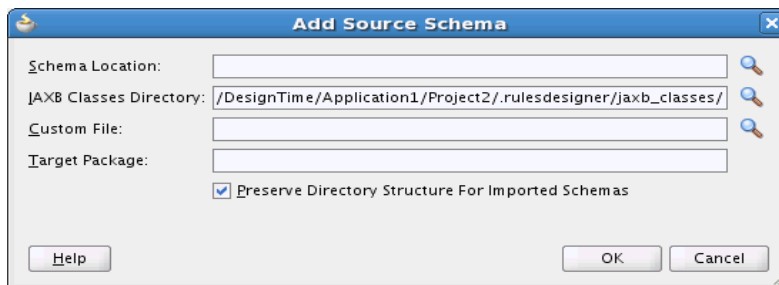 Add Source Schema
Schema Location:
JAXB Classes Directory: /DesignTime/Application1/Project2/.rulesdesigner/jaxb_classes/
Custom File:
Target Package:
Preserve Directory Structure For Imported Schemas
Help OK Cancel